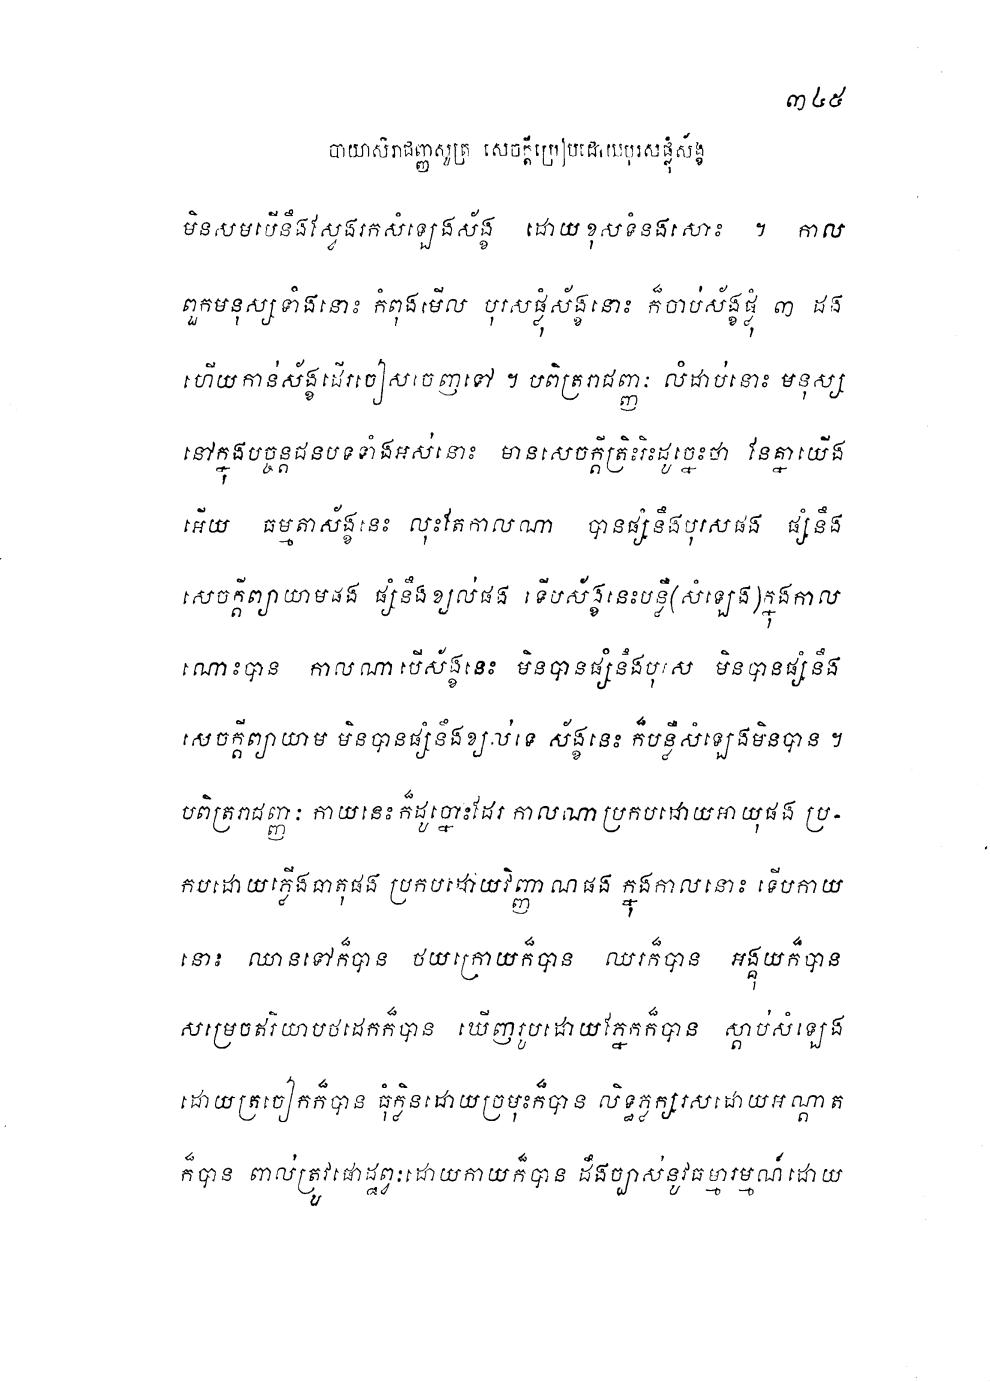 ៣៤៥
បាយាសិរាជញ្ញសូត្រ សេចក្តីប្រៀបដោយបុរសផ្លុំស័ង្ខ
មិនសមបើនឹងស្វែងរកសំឡេងស័ង្ខ ដោយខុសទំនងសោះ ។ កាល
ពួកមនុស្សទាំងនោះ កំពុងមើល បុរសផ្លុំស័ង្ខនោះ ក៏ចាប់ស័ង្ខផ្លុំ ៣ ដង
ហើយកាន់ស័ង្ខដើរចៀសចេញទៅ ។ បពិត្ររាជញ្ញៈ លំដាប់នោះ មនុស្ស
នៅក្នុងបច្ចន្តជនបទទាំងអស់នោះ មានសេចក្តីត្រិះរិះដូច្នេះថា នែគ្នាយើង
អើយ ធម្មតាស័ង្ខនេះ លុះតែកាលណា បានផ្សំនឹងបុរសផង ផ្សំនឹង
សេចក្តីព្យាយាមផង ផ្សំនឹងខ្យល់ផង ទើបស័ង្ខនេះបន្លឺ(សំឡេង)ក្នុងកាល
ណោះបាន កាលណាបើស័ង្ខនេះ មិនបានផ្សំនឹងបុរស មិនបានផ្សំនឹង
សេចក្តីព្យាយាម មិនបានផ្សំនឹងខ្យល់ទេ ស័ង្ខនេះ ក៏បន្លឺសំឡេងមិនបាន ។
បពិត្ររាជញ្ញៈ កាយនេះក៏ដូច្នោះដែរ កាលណាប្រកបដោយអាយុផង ប្រ-
កបដោយភ្លើងធាតុផង ប្រកបដោយវិញ្ញាណផង ក្នុងកាលនោះ ទើបកាយ
នោះ ឈានទៅក៏បាន ថយក្រោយក៏បាន ឈរក៏បាន អង្គុយក៏បាន
សម្រេចឥរិយាបថដេកក៏បាន ឃើញរូបដោយភ្នែកក៏បាន ស្តាប់សំឡេង
ដោយត្រចៀកក៏បាន ធុំក្លិនដោយច្រមុះក៏បាន លិទ្ធភ្លក្សរសដោយអណ្តាត
ក៏បាន ពាល់ត្រូវផោដ្ឋព្វៈដោយកាយក៏បាន ដឹងច្បាស់នូវធម្មារម្មណ៍ដោយ